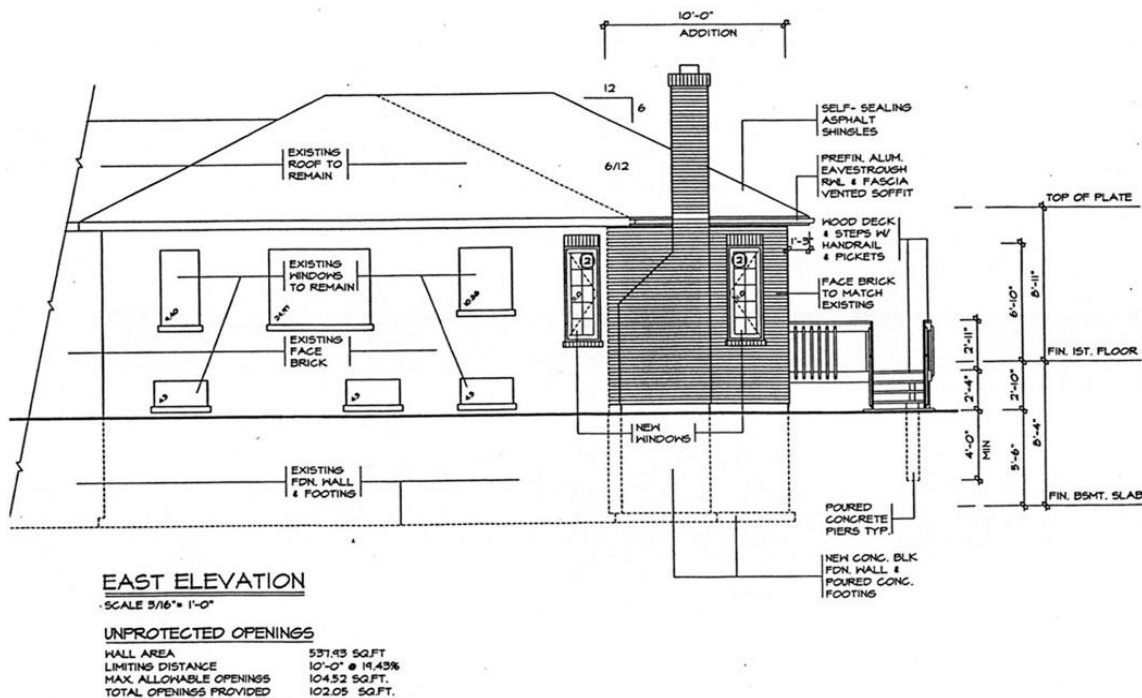 10'-0"
ADDITION
12
6
SELF- SEALING
ASPHALT
SHINGLES
EXISTING
ROOF TO
REMAIN
6/12
PREFIN. ALUM.
EAVESTROUGH
RWL & FASCIA
VENTED SOFFIT
TOP OF PLATE
WOOD DECK
& STEPS W/
HANDRAIL
& PICKETS
EXISTING
WINDOWS
TO REMAIN
2
2
FACE BRICK
TO MATCH
EXISTING
6'-10"
8'-11"
EXISTING
FACE
BRICK
2'-11"
FIN. 1ST. FLOOR
2'-4"
2'-10"
NEW
WINDOWS
4'-0"
MIN
5'-6"
8'-4"
EXISTING
FDN. WALL
& FOOTING
FIN. BSMT. SLAB
POURED
CONCRETE
PIERS TYP.
NEW CONC. BLK
FDN. WALL &
POURED CONC.
FOOTING
EAST ELEVATION
SCALE 3/16"= 1'-0"
UNPROTECTED OPENINGS
WALL AREA 537.93 SQ.FT
LIMITING DISTANCE 10'-0" @ 19.43%
MAX. ALLOWABLE OPENINGS 104.52 SQ.FT.
TOTAL OPENINGS PROVIDED 102.05 SQ.FT.